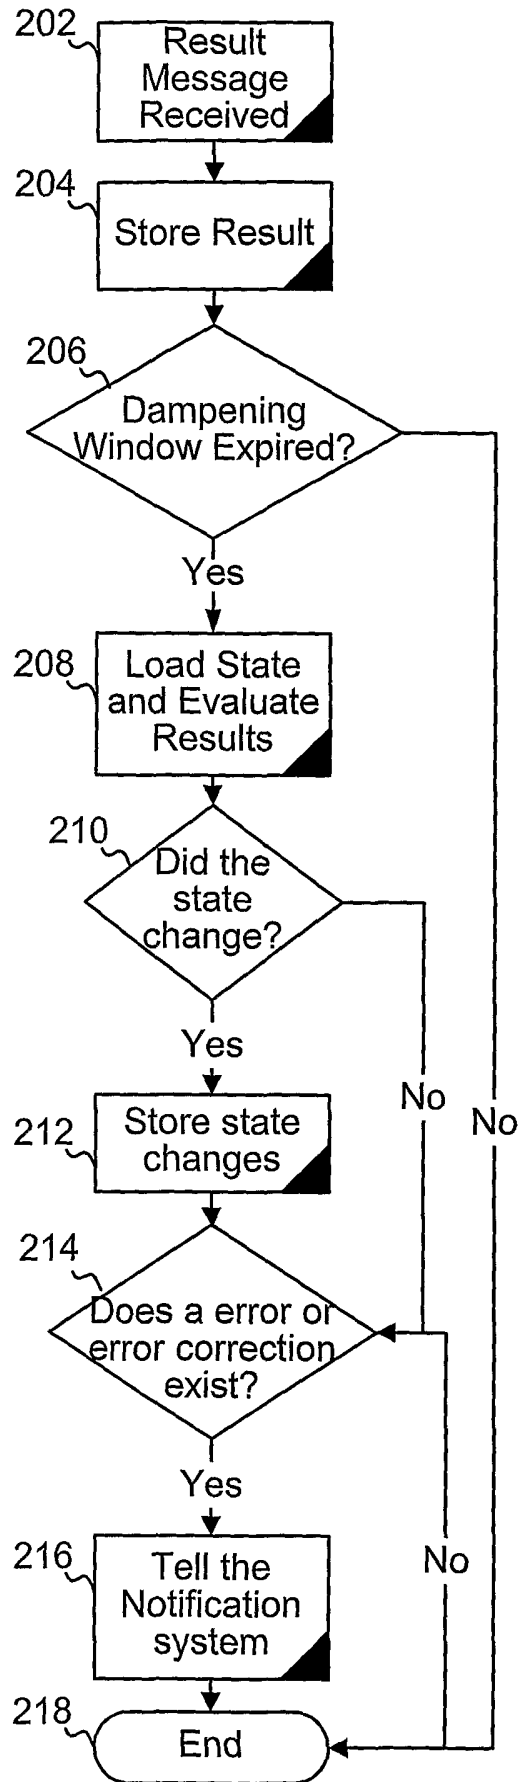 202
Result
Message
Received
204
Store Result
206
Dampening
Window Expired?
Yes
208
Load State
and Evaluate
Results
210
Did the
state
change?
Yes
No
No
212
Store state
changes
214
Does a error or
error correction
exist?
Yes
No
216
Tell the
Notification
system
218
End